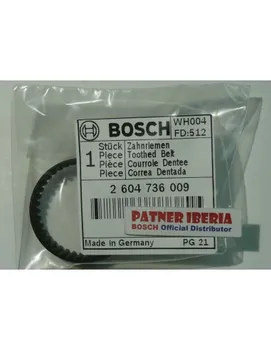 BOSCH
WH004
FD:512
1
Stück Zahnriemen
Piece Toothed Belt
Pièce Courroie Dentee
Pieza Correa Dentada
2 604 736 009
PATNER IBERIA
BOSCH Official Distributor
Made in Germany
PG 21